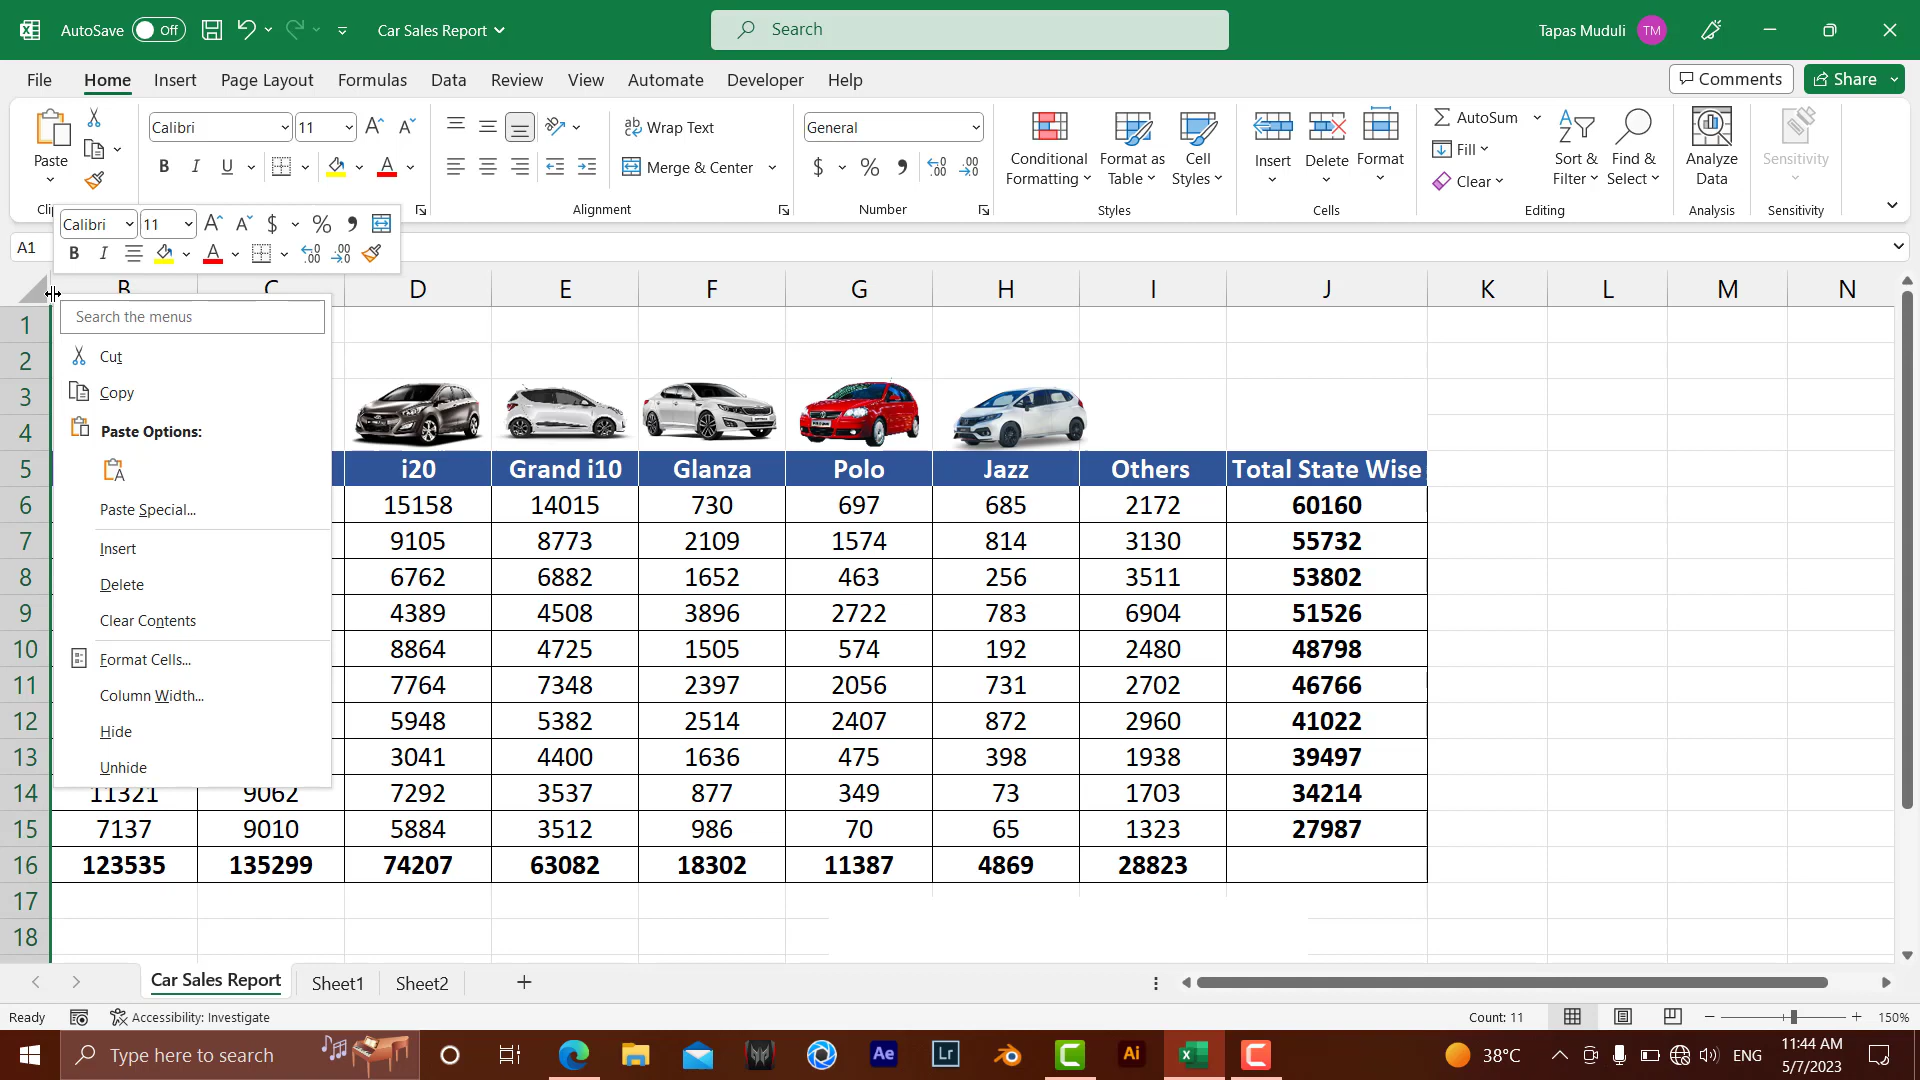 AutoSave Off Car Sales Report Search Tapas Muduli TM
File Home Insert Page Layout Formulas Data Review View Automate Developer Help Comments Share
Paste Calibri 11 Wrap Text General Conditional Formatting Format as Table Cell Styles Insert Delete Format AutoSum Fill Clear Sort & Filter Find & Select Analyze Data Sensitivity
B I U Merge & Center $ % , .00
Alignment Number Styles Cells Editing Analysis Sensitivity
Calibri 11 $ % ,
B I A
A1
B C D E F G H I J K L M N
Search the menus
Cut
Copy
Paste Options:
Paste Special...
Insert
Delete
Clear Contents
Format Cells...
Column Width...
Hide
Unhide
1
2
3
4
5 i20 Grand i10 Glanza Polo Jazz Others Total State Wise
6 15158 14015 730 697 685 2172 60160
7 9105 8773 2109 1574 814 3130 55732
8 6762 6882 1652 463 256 3511 53802
9 4389 4508 3896 2722 783 6904 51526
10 8864 4725 1505 574 192 2480 48798
11 7764 7348 2397 2056 731 2702 46766
12 5948 5382 2514 2407 872 2960 41022
13 3041 4400 1636 475 398 1938 39497
14 11321 9062 7292 3537 877 349 73 1703 34214
15 7137 9010 5884 3512 986 70 65 1323 27987
16 123535 135299 74207 63082 18302 11387 4869 28823
17
18
Car Sales Report Sheet1 Sheet2
Ready Accessibility: Investigate Count: 11 150%
Type here to search Ae Lr Ai 38°C ENG 11:44 AM
5/7/2023